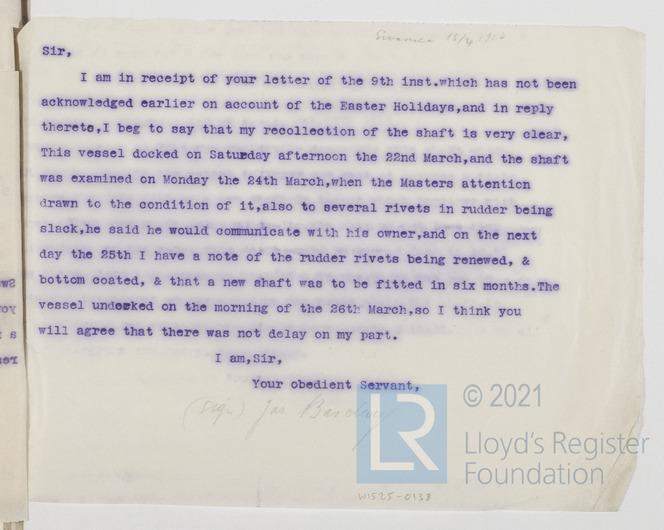 Swansea 15/4
Sir,
I am in receipt of your letter of the 9th inst.which has not been
acknowledged earlier on account of the Easter Holidays,and in reply
thereto,I beg to say that my recollection of the shaft is very clear,
This vessel docked on Saturday afternoon the 22nd March,and the shaft
was examined on Monday the 24th March,when the Masters attention
drawn to the condition of it,also to several rivets in rudder being
slack,he said he would communicate with his owner,and on the next
day the 25th I have a note of the rudder rivets being renewed, &
bottom coated, & that a new shaft was to be fitted in six months.The
vessel undocked on the morning of the 26th March,so I think you
will agree that there was not delay on my part.
I am,Sir,
Your obedient Servant,
(sign) Jas Barclay
LR
© 2021
Lloyd's Register
Foundation
W1525-0138